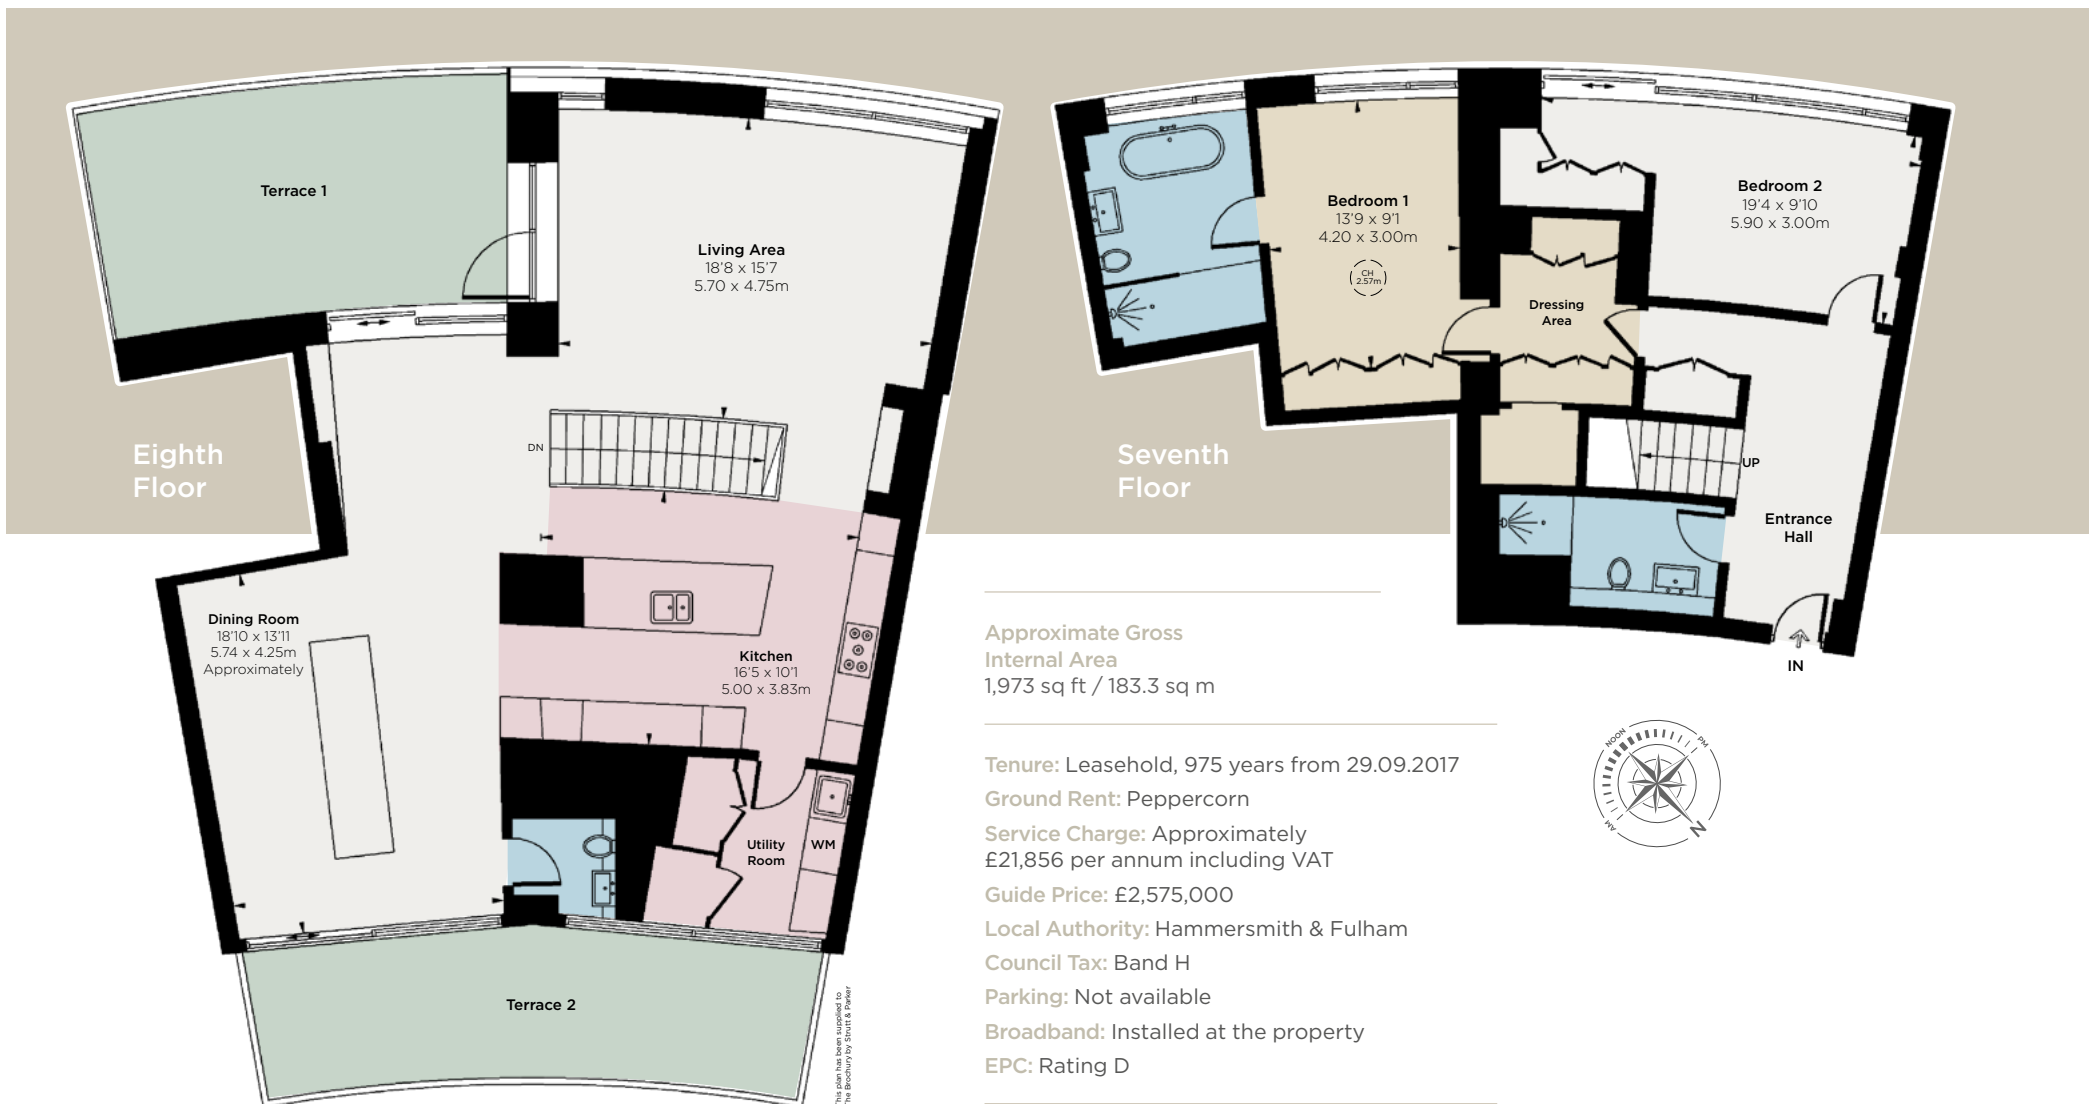 Eighth
Floor
Terrace 1
Living Area
18'8 x 15'7
5.70 x 4.75m
DN
Dining Room
18'10 x 13'11
5.74 x 4.25m
Approximately
Kitchen
16'5 x 10'1
5.00 x 3.83m
Utility
Room
WM
Terrace 2
This plan has been supplied to
The Brochury by Strutt & Parker
Seventh
Floor
Bedroom 1
13'9 x 9'1
4.20 x 3.00m
CH
2.57m
Bedroom 2
19'4 x 9'10
5.90 x 3.00m
Dressing
Area
UP
Entrance
Hall
IN
Approximate Gross
Internal Area
1,973 sq ft / 183.3 sq m
Tenure: Leasehold, 975 years from 29.09.2017
Ground Rent: Peppercorn
Service Charge: Approximately
£21,856 per annum including VAT
Guide Price: £2,575,000
Local Authority: Hammersmith & Fulham
Council Tax: Band H
Parking: Not available
Broadband: Installed at the property
EPC: Rating D
NOON
PM
AM
N